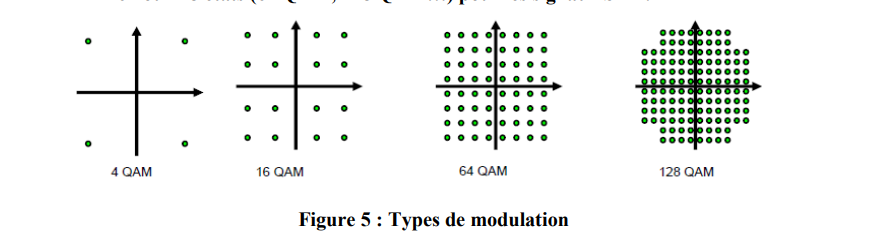 4 QAM 16 QAM 64 QAM 128 QAM
Figure 5 : Types de modulation